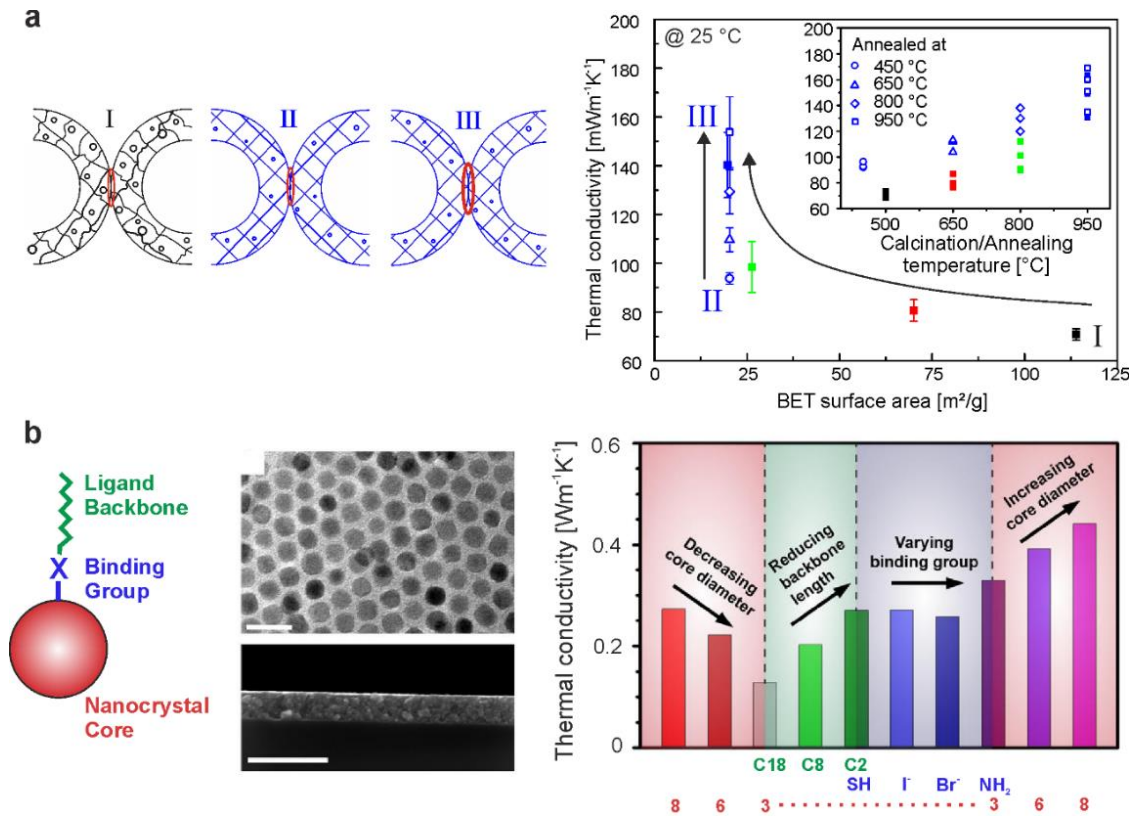 a
I
II
III
Thermal conductivity [mWm⁻¹K⁻¹]
200
180
160
140
120
100
80
60
@ 25 °C
III
II
I
0
25
50
75
100
125
BET surface area [m²/g]
200
180
160
140
120
100
80
60
Annealed at
450 °C
650 °C
800 °C
950 °C
500
650
800
950
Calcination/Annealing
temperature [°C]
b
Ligand
Backbone
X
Binding
Group
Nanocrystal
Core
Thermal conductivity [Wm⁻¹K⁻¹]
0.6
0.4
0.2
0
Decreasing
core diameter
Reducing
backbone
length
Varying
binding group
Increasing
core diameter
C18
C8
C2
SH
I⁻
Br⁻
NH₂
8
6
3
3
6
8